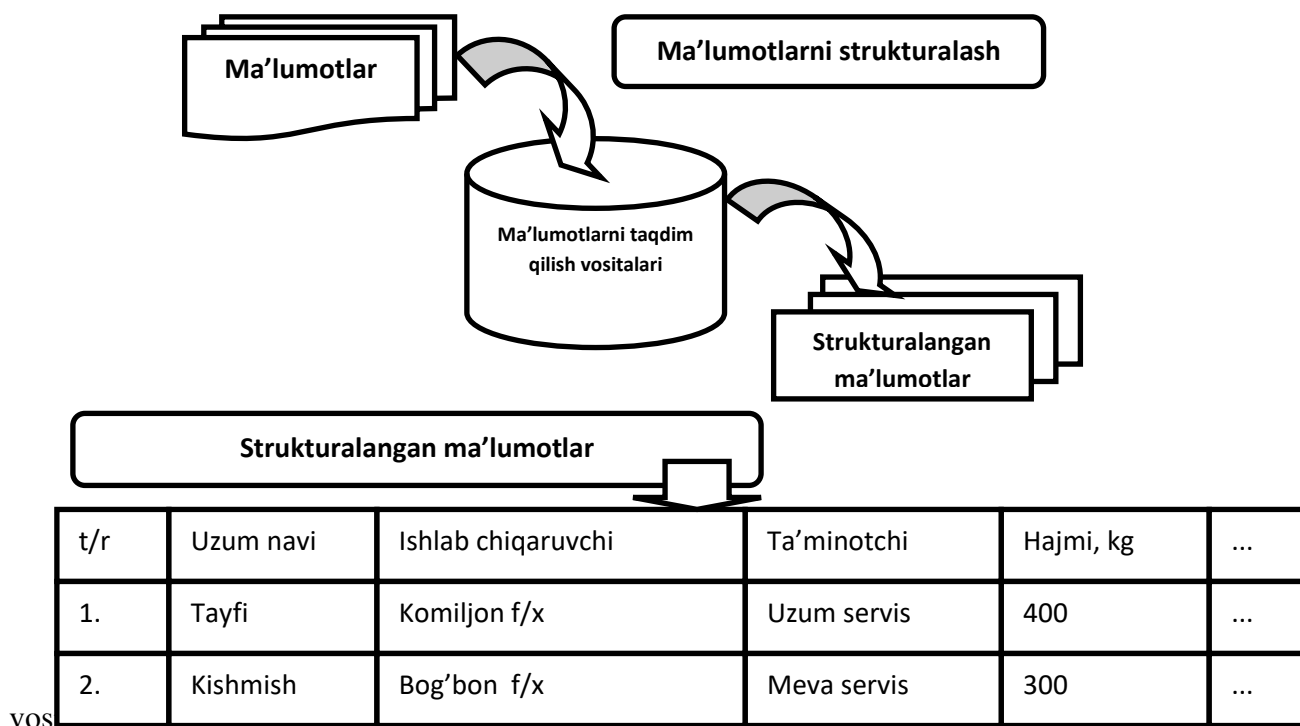 Ma’lumotlar
Ma’lumotlarni strukturalash
Ma’lumotlarni taqdim
qilish vositalari
Strukturalangan
ma’lumotlar
Strukturalangan ma’lumotlar
t/r Uzum navi Ishlab chiqaruvchi Ta’minotchi Hajmi, kg ...
1. Tayfi Komiljon f/x Uzum servis 400 ...
2. Kishmish Bog’bon f/x Meva servis 300 ...
vos